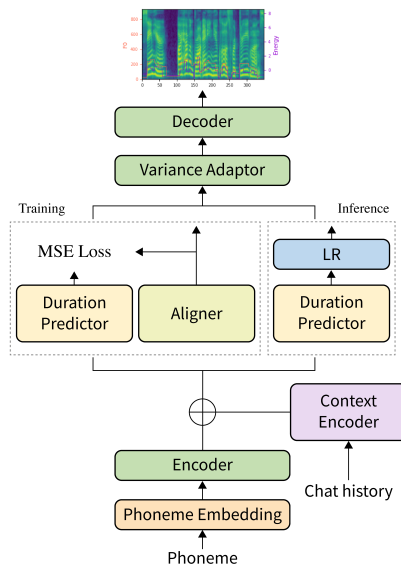 800
600
400
200
0
F0
8
6
4
2
0
Energy
0 50 100 150 200 250 300
Decoder
Variance Adaptor
Training
Inference
MSE Loss
LR
Duration
Predictor
Aligner
Duration
Predictor
Context
Encoder
Encoder
Chat history
Phoneme Embedding
Phoneme